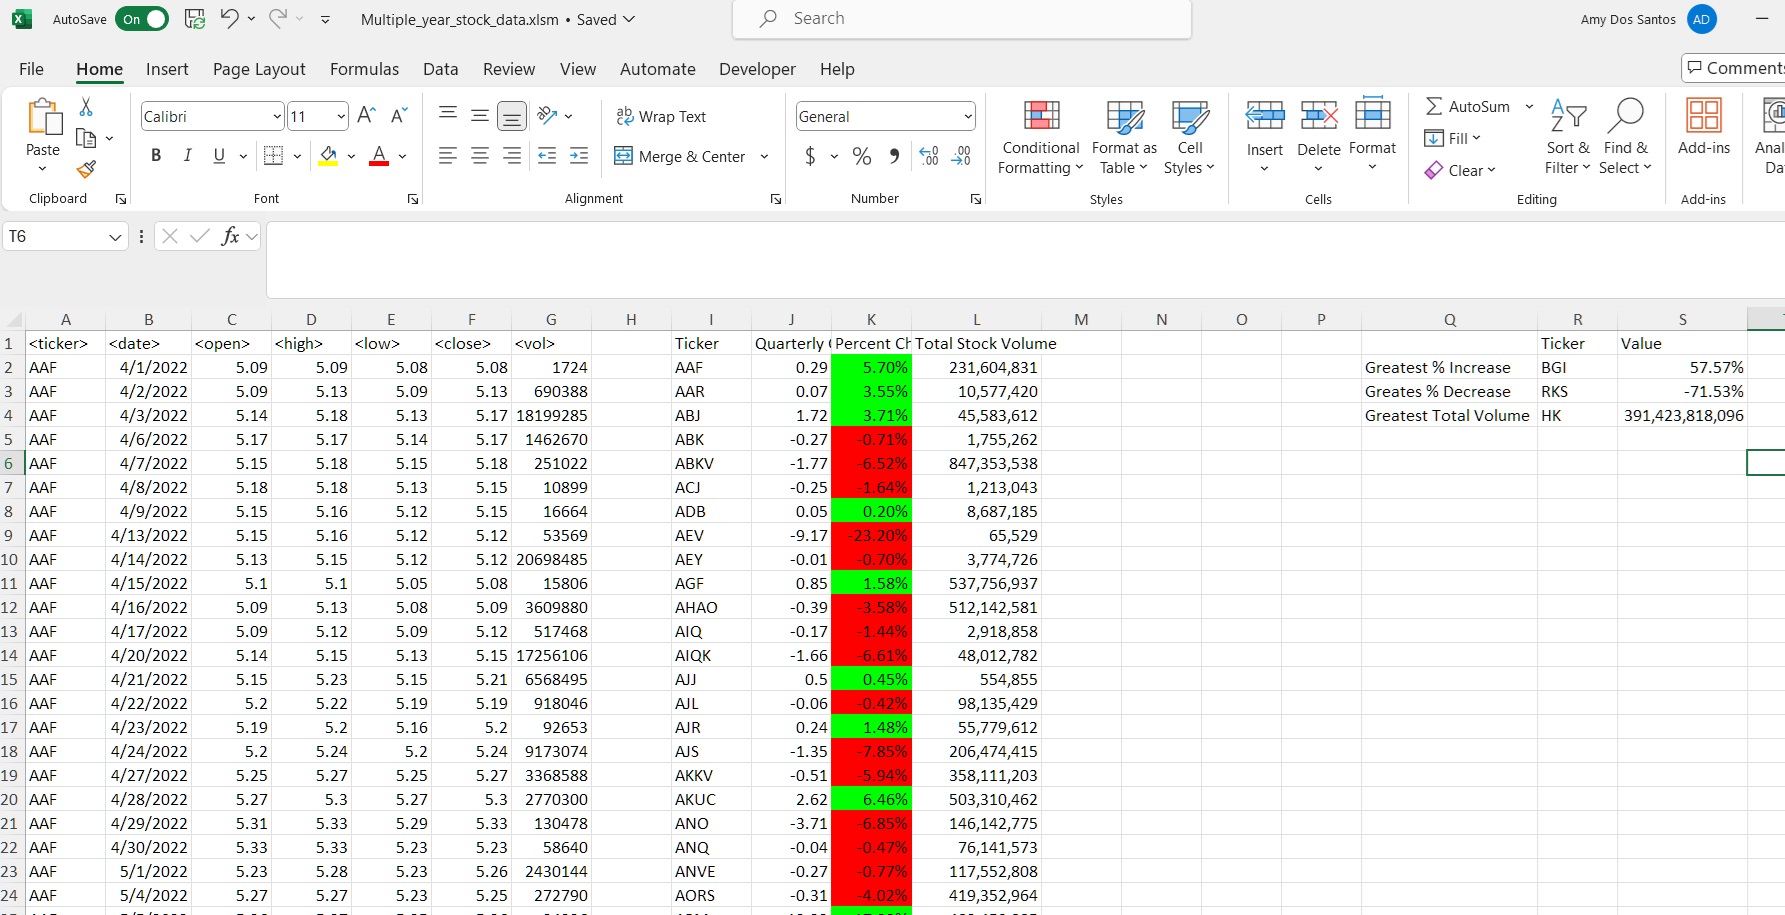 AutoSave On Multiple_year_stock_data.xlsm • Saved Search Amy Dos Santos AD
File Home Insert Page Layout Formulas Data Review View Automate Developer Help Comments
Calibri 11 A A ab Wrap Text General AutoSum
Paste B I U A Merge & Center $ % Conditional Formatting Format as Table Cell Styles Insert Delete Format Fill Clear Sort & Filter Find & Select Add-ins
Clipboard Font Alignment Number Styles Cells Editing Add-ins
T6 fx
A B C D E F G H I J K L M N O P Q R S
1 <ticker> <date> <open> <high> <low> <close> <vol> Ticker Quarterly Percent Ch Total Stock Volume Ticker Value
2 AAF 4/1/2022 5.09 5.09 5.08 5.08 1724 AAF 0.29 5.70% 231,604,831 Greatest % Increase BGI 57.57%
3 AAF 4/2/2022 5.09 5.13 5.09 5.13 690388 AAR 0.07 3.55% 10,577,420 Greates % Decrease RKS -71.53%
4 AAF 4/3/2022 5.14 5.18 5.13 5.17 18199285 ABJ 1.72 3.71% 45,583,612 Greatest Total Volume HK 391,423,818,096
5 AAF 4/6/2022 5.17 5.17 5.14 5.17 1462670 ABK -0.27 -0.71% 1,755,262
6 AAF 4/7/2022 5.15 5.18 5.15 5.18 251022 ABKV -1.77 -6.52% 847,353,538
7 AAF 4/8/2022 5.18 5.18 5.13 5.15 10899 ACJ -0.25 -1.64% 1,213,043
8 AAF 4/9/2022 5.15 5.16 5.12 5.15 16664 ADB 0.05 0.20% 8,687,185
9 AAF 4/13/2022 5.15 5.16 5.12 5.12 53569 AEV -9.17 -23.20% 65,529
10 AAF 4/14/2022 5.13 5.15 5.12 5.12 20698485 AEY -0.01 -0.70% 3,774,726
11 AAF 4/15/2022 5.1 5.1 5.05 5.08 15806 AGF 0.85 1.58% 537,756,937
12 AAF 4/16/2022 5.09 5.13 5.08 5.09 3609880 AHAO -0.39 -3.58% 512,142,581
13 AAF 4/17/2022 5.09 5.12 5.09 5.12 517468 AIQ -0.17 -1.44% 2,918,858
14 AAF 4/20/2022 5.14 5.15 5.13 5.15 17256106 AIQK -1.66 -6.61% 48,012,782
15 AAF 4/21/2022 5.15 5.23 5.15 5.21 6568495 AJJ 0.5 0.45% 554,855
16 AAF 4/22/2022 5.2 5.22 5.19 5.19 918046 AJL -0.06 -0.42% 98,135,429
17 AAF 4/23/2022 5.19 5.2 5.16 5.2 92653 AJR 0.24 1.48% 55,779,612
18 AAF 4/24/2022 5.2 5.24 5.2 5.24 9173074 AJS -1.35 -7.85% 206,474,415
19 AAF 4/27/2022 5.25 5.27 5.25 5.27 3368588 AKKV -0.51 -5.94% 358,111,203
20 AAF 4/28/2022 5.27 5.3 5.27 5.3 2770300 AKUC 2.62 6.46% 503,310,462
21 AAF 4/29/2022 5.31 5.33 5.29 5.33 130478 ANO -3.71 -6.85% 146,142,775
22 AAF 4/30/2022 5.33 5.33 5.23 5.23 58640 ANQ -0.04 -0.47% 76,141,573
23 AAF 5/1/2022 5.23 5.28 5.23 5.26 2430144 ANVE -0.27 -0.77% 117,552,808
24 AAF 5/4/2022 5.27 5.27 5.23 5.25 272790 AORS -0.31 -4.02% 419,352,964